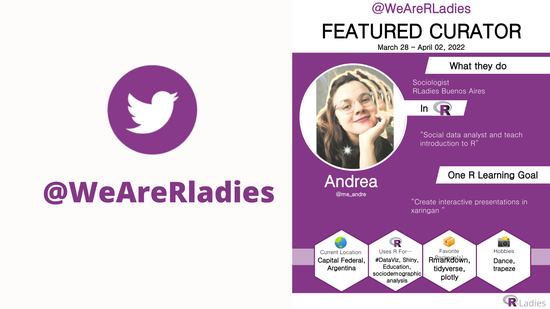 @WeAreRladies
@WeAreRLadies
FEATURED CURATOR
March 28 - April 02, 2022
What they do
Sociologist
RLadies Buenos Aires
In R
"Social data analyst and teach
introduction to R"
One R Learning Goal
"Create interactive presentations in
xaringan "
Andrea
@me_andre
Current Location
Capital Federal,
Argentina
R
Uses R For...
#DataViz, Shiny,
Education,
sociodemographic
analysis
Favorite
Rmarkdown,
tidyverse,
plotly
Hobbies
Dance,
trapeze
R Ladies